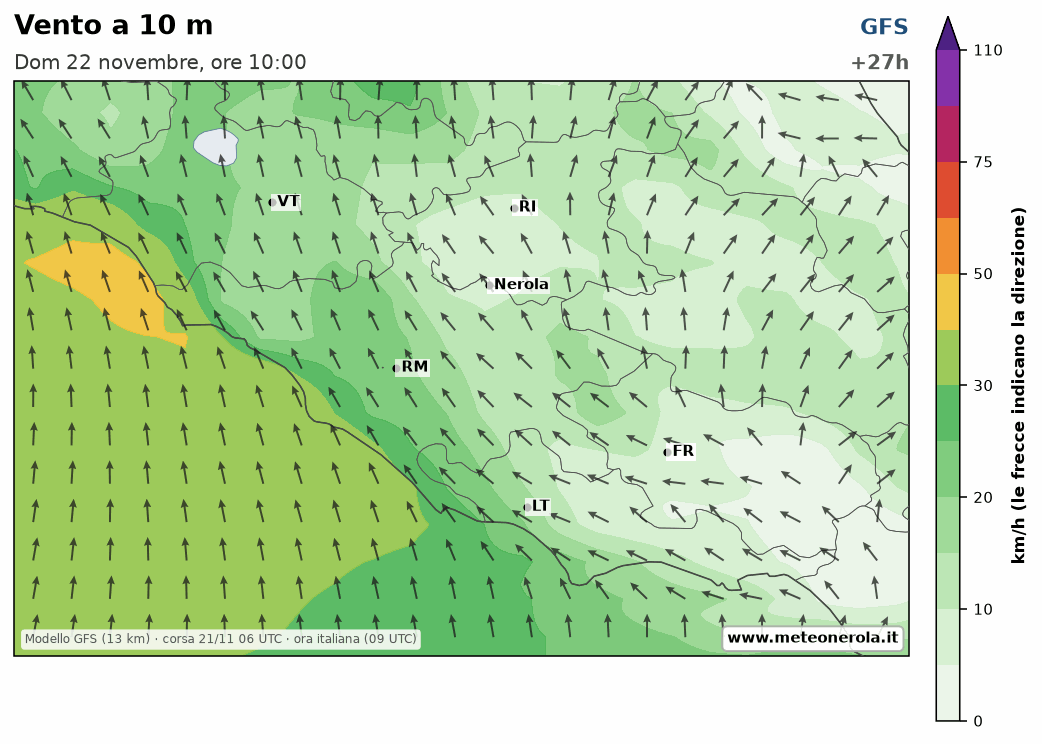 Vento a 10 m
GFS
Dom 22 novembre, ore 10:00
+27h
VT
RI
Nerola
RM
FR
LT
Modello GFS (13 km) · corsa 21/11 06 UTC · ora italiana (09 UTC)
www.meteonerola.it
110
75
50
30
20
10
0
km/h (le frecce indicano la direzione)